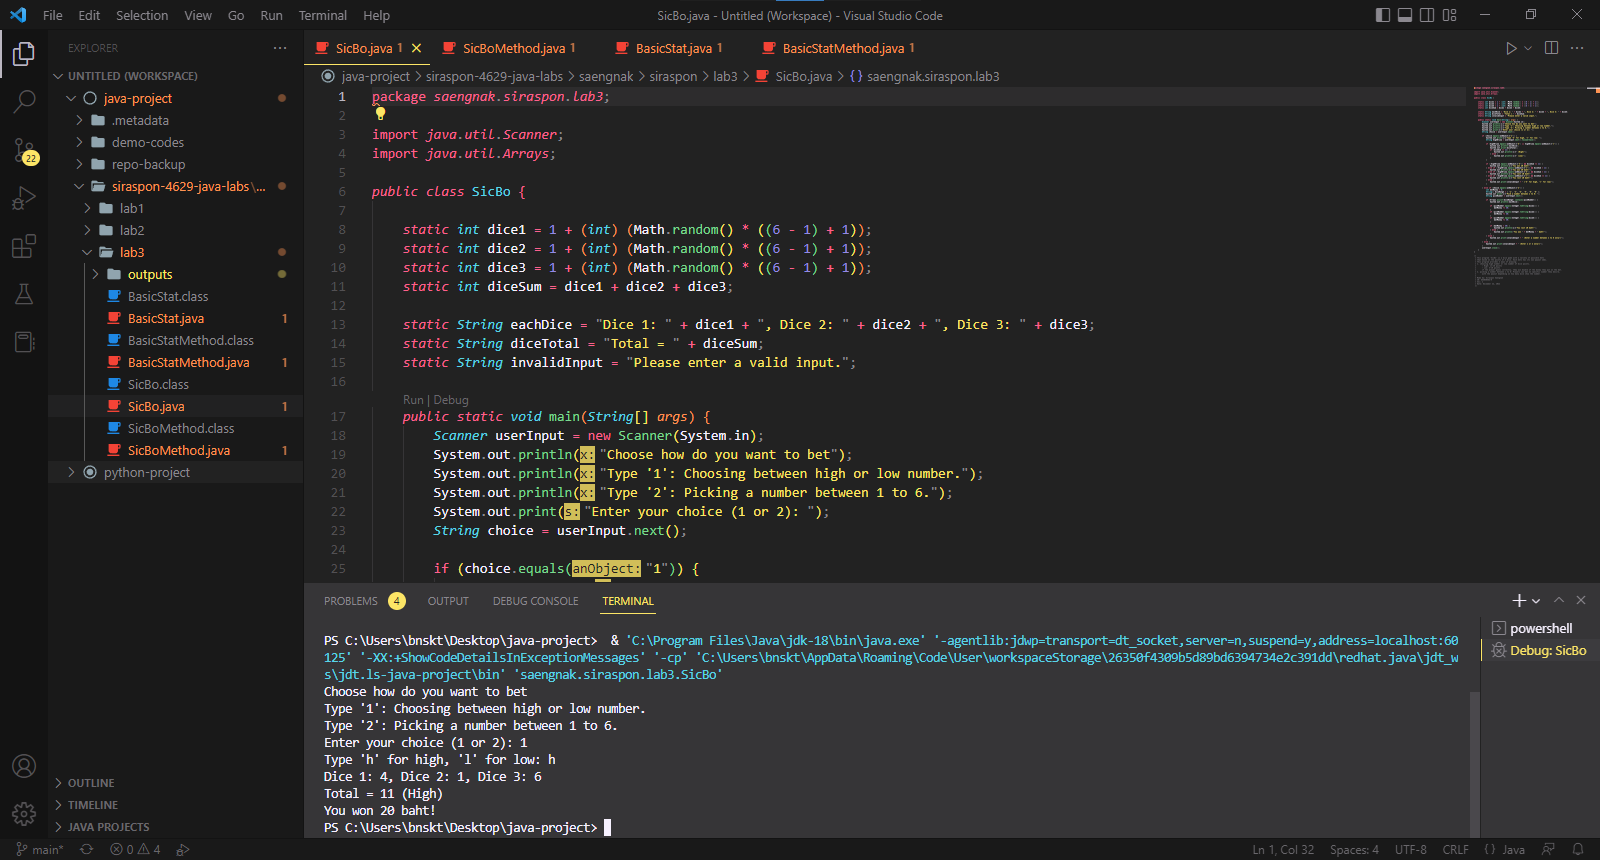 File Edit Selection View Go Run Terminal Help
SicBo.java - Untitled (Workspace) - Visual Studio Code
EXPLORER
UNTITLED (WORKSPACE)
java-project
.metadata
demo-codes
repo-backup
siraspon-4629-java-labs\...
lab1
lab2
lab3
outputs
BasicStat.class
BasicStat.java 1
BasicStatMethod.class
BasicStatMethod.java 1
SicBo.class
SicBo.java 1
SicBoMethod.class
SicBoMethod.java 1
python-project
OUTLINE
TIMELINE
JAVA PROJECTS
22
SicBo.java 1 SicBoMethod.java 1 BasicStat.java 1 BasicStatMethod.java 1
java-project > siraspon-4629-java-labs > saengnak > siraspon > lab3 > SicBo.java > {} saengnak.siraspon.lab3
1 package saengnak.siraspon.lab3;
2
3 import java.util.Scanner;
4 import java.util.Arrays;
5
6 public class SicBo {
7
8 static int dice1 = 1 + (int) (Math.random() * ((6 - 1) + 1));
9 static int dice2 = 1 + (int) (Math.random() * ((6 - 1) + 1));
10 static int dice3 = 1 + (int) (Math.random() * ((6 - 1) + 1));
11 static int diceSum = dice1 + dice2 + dice3;
12
13 static String eachDice = "Dice 1: " + dice1 + ", Dice 2: " + dice2 + ", Dice 3: " + dice3;
14 static String diceTotal = "Total = " + diceSum;
15 static String invalidInput = "Please enter a valid input.";
16
Run | Debug
17 public static void main(String[] args) {
18 Scanner userInput = new Scanner(System.in);
19 System.out.println(x: "Choose how do you want to bet");
20 System.out.println(x: "Type '1': Choosing between high or low number.");
21 System.out.println(x: "Type '2': Picking a number between 1 to 6.");
22 System.out.print(s: "Enter your choice (1 or 2): ");
23 String choice = userInput.next();
24
25 if (choice.equals(anObject: "1")) {
PROBLEMS 4 OUTPUT DEBUG CONSOLE TERMINAL
PS C:\Users\bnskt\Desktop\java-project>  & 'C:\Program Files\Java\jdk-18\bin\java.exe' '-agentlib:jdwp=transport=dt_socket,server=n,suspend=y,address=localhost:60
125' '-XX:+ShowCodeDetailsInExceptionMessages' '-cp' 'C:\Users\bnskt\AppData\Roaming\Code\User\workspaceStorage\26350f4309b5d89bd6394734e2c391dd\redhat.java\jdt_w
s\jdt.ls-java-project\bin' 'saengnak.siraspon.lab3.SicBo'
Choose how do you want to bet
Type '1': Choosing between high or low number.
Type '2': Picking a number between 1 to 6.
Enter your choice (1 or 2): 1
Type 'h' for high, 'l' for low: h
Dice 1: 4, Dice 2: 1, Dice 3: 6
Total = 11 (High)
You won 20 baht!
PS C:\Users\bnskt\Desktop\java-project>
powershell
Debug: SicBo
main* 0 4
Ln 1, Col 32 Spaces: 4 UTF-8 CRLF {} Java